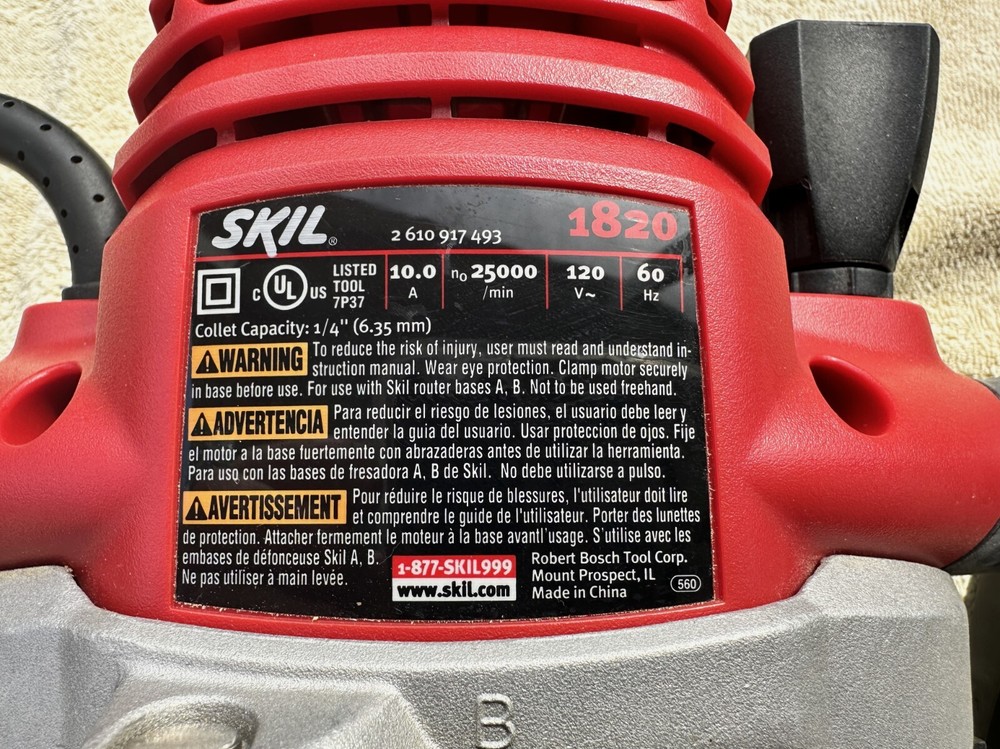 SKIL® 2 610 917 493 1820
C UL US LISTED TOOL 7P37
10.0 A
n₀ 25000 /min
120 V~
60 Hz
Collet Capacity: 1/4" (6.35 mm)
WARNING To reduce the risk of injury, user must read and understand in-
struction manual. Wear eye protection. Clamp motor securely
in base before use. For use with Skil router bases A, B. Not to be used freehand.
ADVERTENCIA Para reducir el riesgo de lesiones, el usuario debe leer y
entender la guia del usuario. Usar proteccion de ojos. Fije
el motor a la base fuertemente con abrazaderas antes de utilizar la herramienta.
Para uso con las bases de fresadora A, B de Skil. No debe utilizarse a pulso.
AVERTISSEMENT Pour réduire le risque de blessures, l'utilisateur doit lire
et comprendre le guide de l'utilisateur. Porter des lunettes
de protection. Attacher fermement le moteur à la base avantl'usage. S'utilise avec les
embases de défonceuse Skil A, B.
Ne pas utiliser à main levée.
1-877-SKIL999
www.skil.com
Robert Bosch Tool Corp.
Mount Prospect, IL
Made in China
560
B